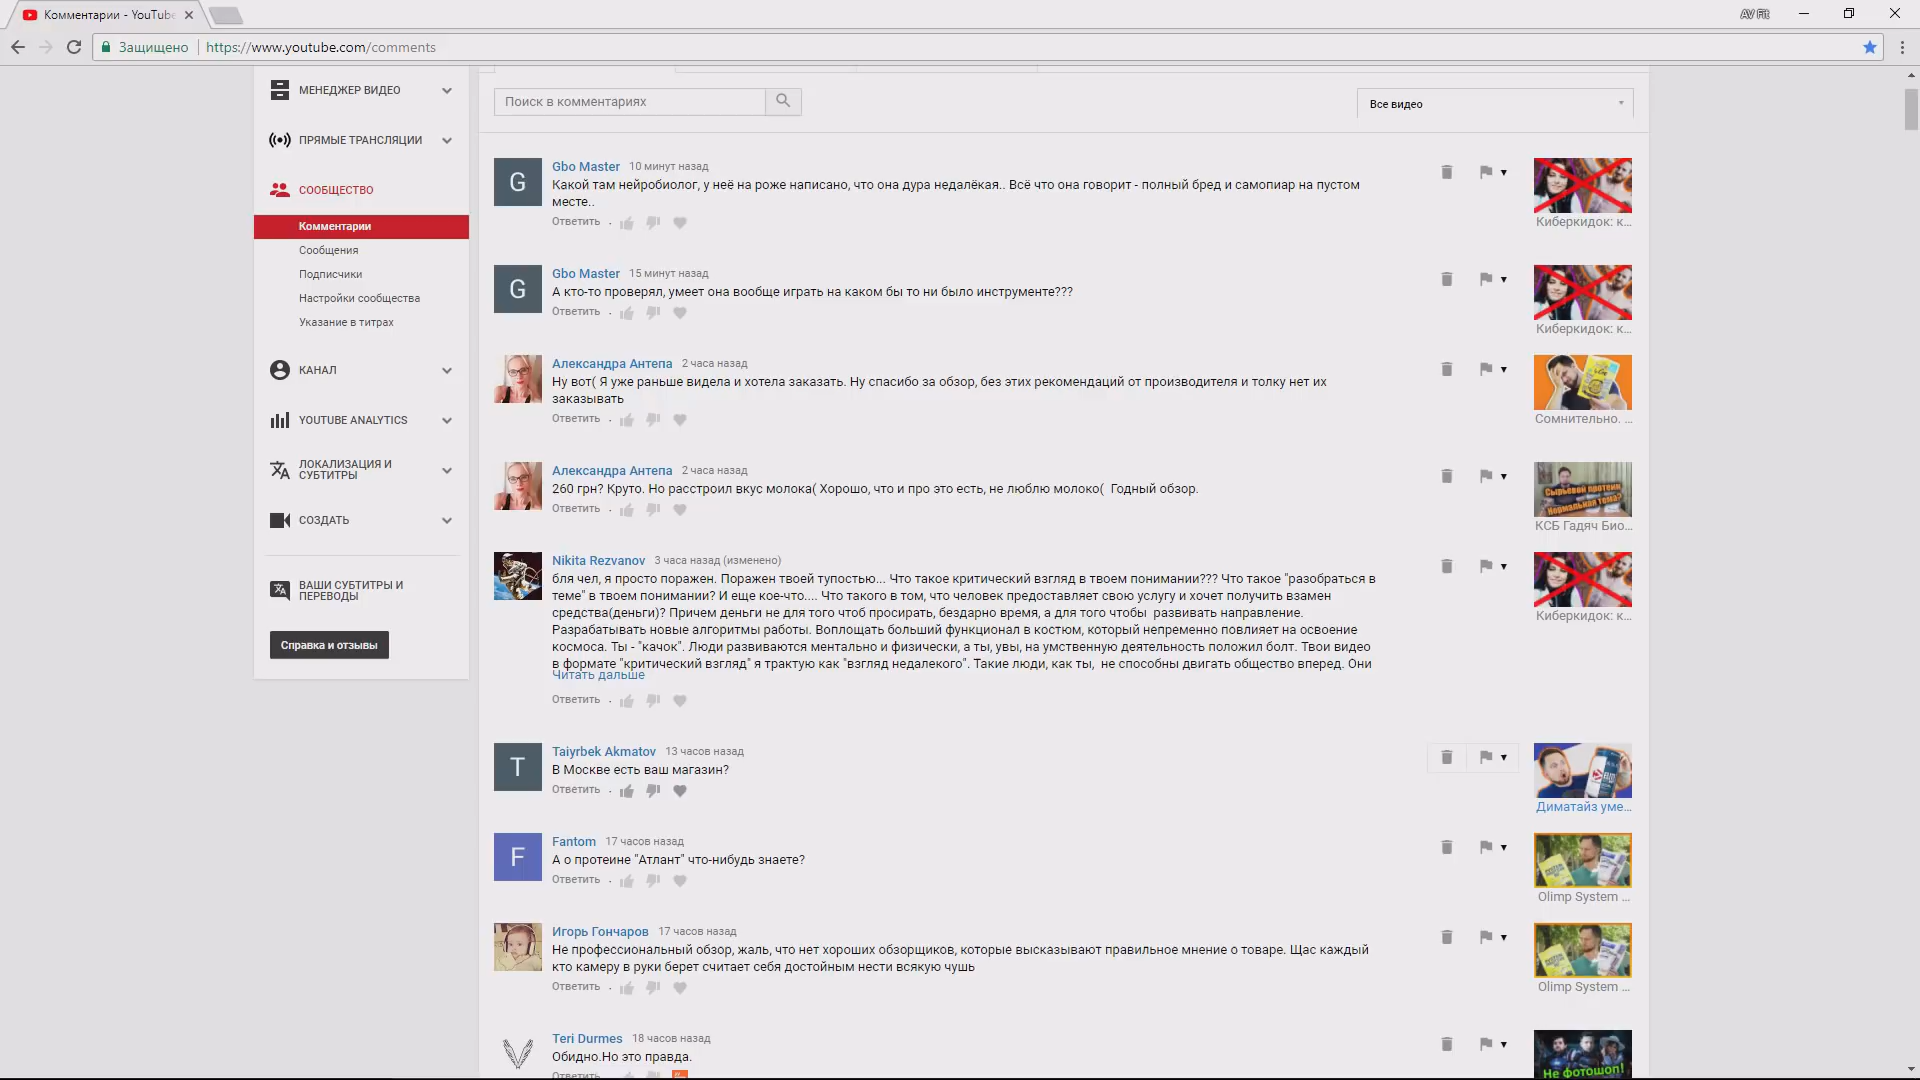 Комментарии - YouTube
AV Fit
Защищено
https://www.youtube.com/comments
МЕНЕДЖЕР ВИДЕО
ПРЯМЫЕ ТРАНСЛЯЦИИ
СООБЩЕСТВО
Комментарии
Сообщения
Подписчики
Настройки сообщества
Указание в титрах
КАНАЛ
YOUTUBE ANALYTICS
ЛОКАЛИЗАЦИЯ И
СУБТИТРЫ
СОЗДАТЬ
ВАШИ СУБТИТРЫ И
ПЕРЕВОДЫ
Справка и отзывы
Поиск в комментариях
Все видео
G
Gbo Master 10 минут назад
Какой там нейробиолог, у неё на роже написано, что она дура недалёкая.. Всё что она говорит - полный бред и самопиар на пустом
месте..
Ответить
Киберкидок: к...
G
Gbo Master 15 минут назад
А кто-то проверял, умеет она вообще играть на каком бы то ни было инструменте???
Ответить
Киберкидок: к...
Александра Антепа 2 часа назад
Ну вот( Я уже раньше видела и хотела заказать. Ну спасибо за обзор, без этих рекомендаций от производителя и толку нет их
заказывать
Ответить
Сомнительно. ...
Александра Антепа 2 часа назад
260 грн? Круто. Но расстроил вкус молока( Хорошо, что и про это есть, не люблю молоко(  Годный обзор.
Ответить
Сырьевой протеин
Нормальная тема?
КСБ Гадяч Био...
Nikita Rezvanov 3 часа назад (изменено)
бля чел, я просто поражен. Поражен твоей тупостью... Что такое критический взгляд в твоем понимании??? Что такое "разобраться в
теме" в твоем понимании? И еще кое-что.... Что такого в том, что человек предоставляет свою услугу и хочет получить взамен
средства(деньги)? Причем деньги не для того чтоб просирать, бездарно время, а для того чтобы  развивать направление.
Разрабатывать новые алгоритмы работы. Воплощать больший функционал в костюм, который непременно повлияет на освоение
космоса. Ты - "качок". Люди развиваются ментально и физически, а ты, увы, на умственную деятельность положил болт. Твои видео
в формате "критический взгляд" я трактую как "взгляд недалекого". Такие люди, как ты,  не способны двигать общество вперед. Они
Читать дальше
Ответить
Киберкидок: к...
T
Taiyrbek Akmatov 13 часов назад
В Москве есть ваш магазин?
Ответить
Диматайз уме...
F
Fantom 17 часов назад
А о протеине "Атлант" что-нибудь знаете?
Ответить
Olimp System ...
Игорь Гончаров 17 часов назад
Не профессиональный обзор, жаль, что нет хороших обзорщиков, которые высказывают правильное мнение о товаре. Щас каждый
кто камеру в руки берет считает себя достойным нести всякую чушь
Ответить
Olimp System ...
Teri Durmes 18 часов назад
Обидно.Но это правда.
Ответить
Не фотошоп!